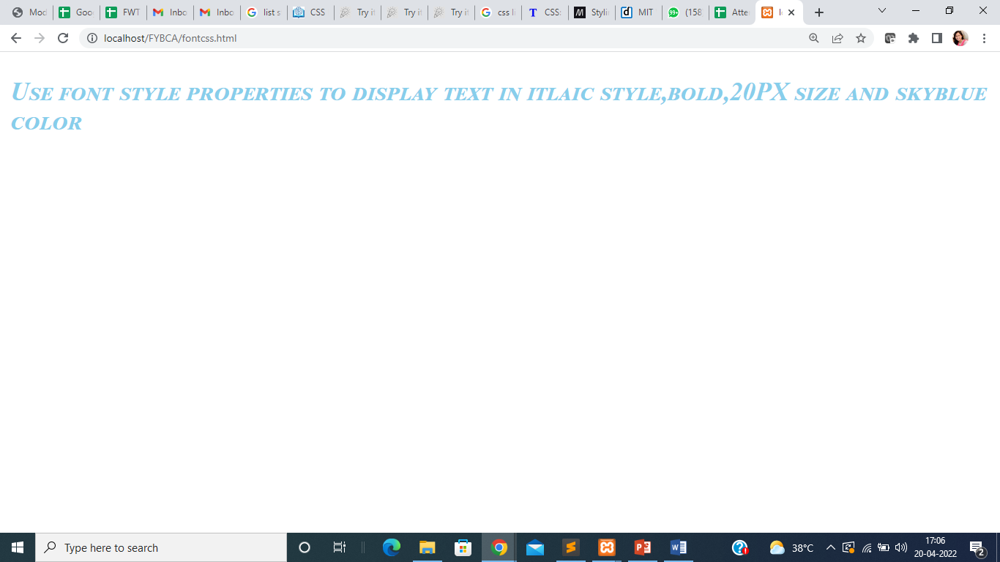 Mod Goog FWT Inbo Inbo list s CSS Try it Try it Try it css li CSS: Stylin MIT (158 Atte
localhost/FYBCA/fontcss.html
Use font style properties to display text in itlaic style,bold,20PX size and skyblue
color
Type here to search
38°C
17:06
20-04-2022
2